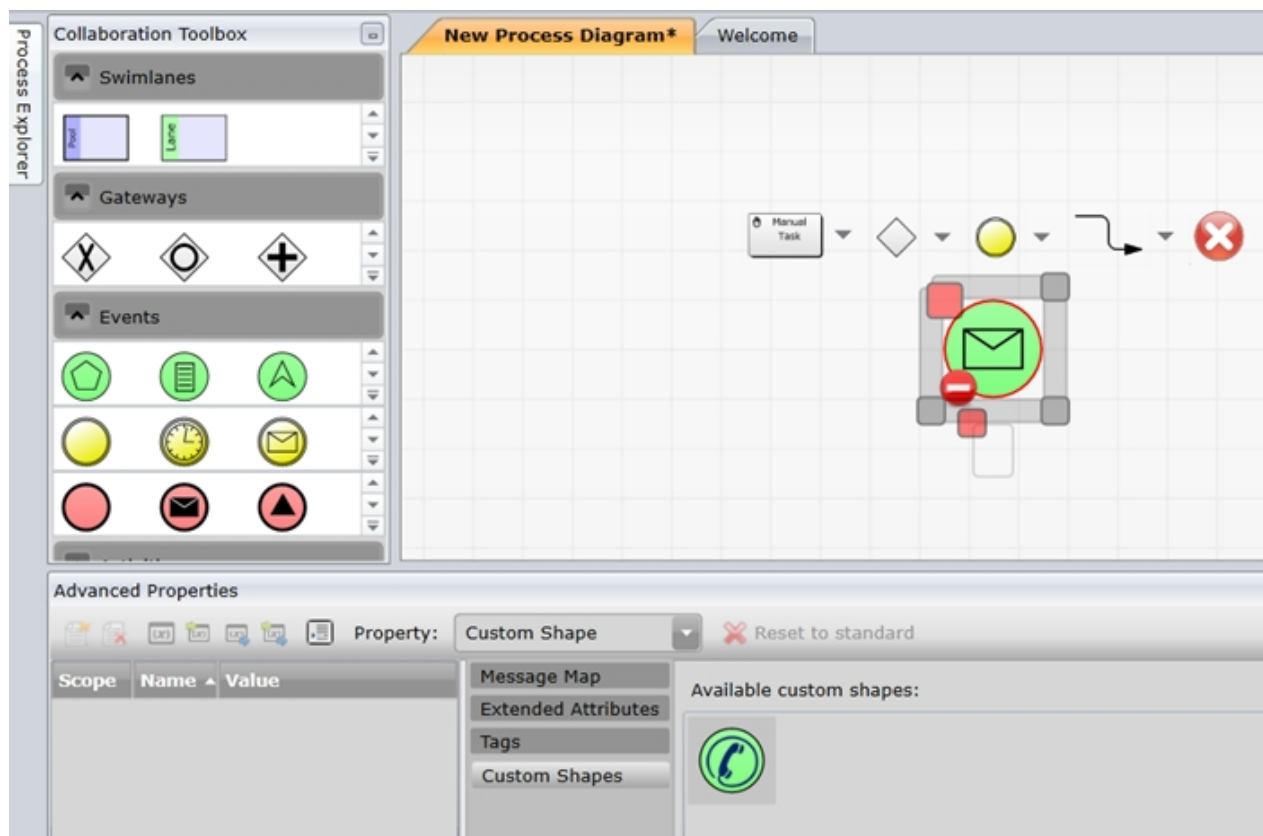 Process Explorer
Collaboration Toolbox
Swimlanes
Pool
Lane
Gateways
Events
New Process Diagram*
Welcome
Manual
Task
Advanced Properties
Property:
Custom Shape
Reset to standard
Scope
Name
Value
Message Map
Extended Attributes
Tags
Custom Shapes
Available custom shapes: